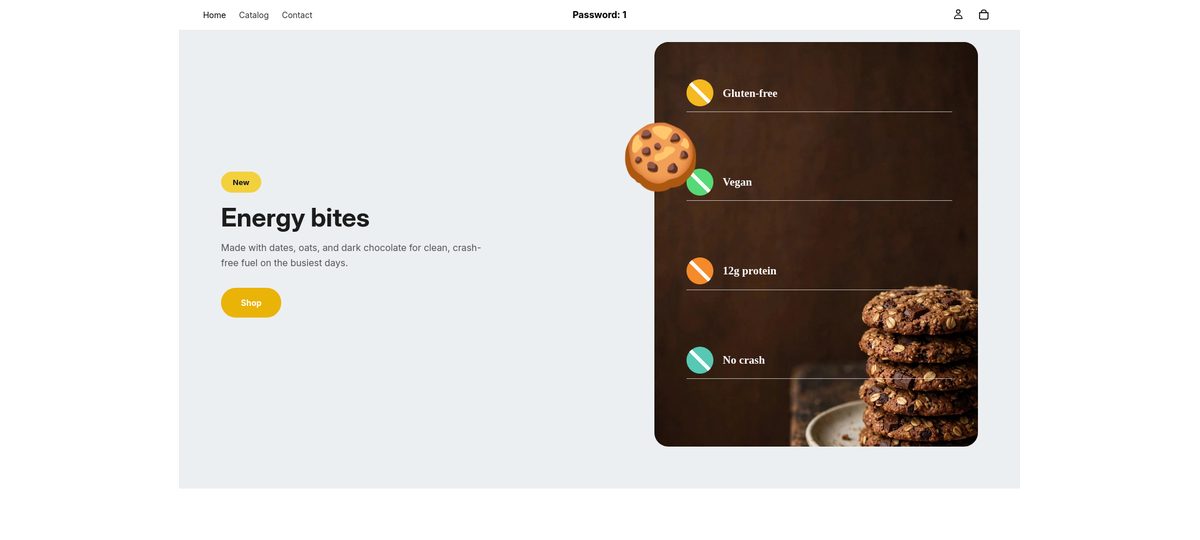 Home Catalog Contact
Password: 1
New
Energy bites
Made with dates, oats, and dark chocolate for clean, crash-
free fuel on the busiest days.
Shop
Gluten-free
Vegan
12g protein
No crash